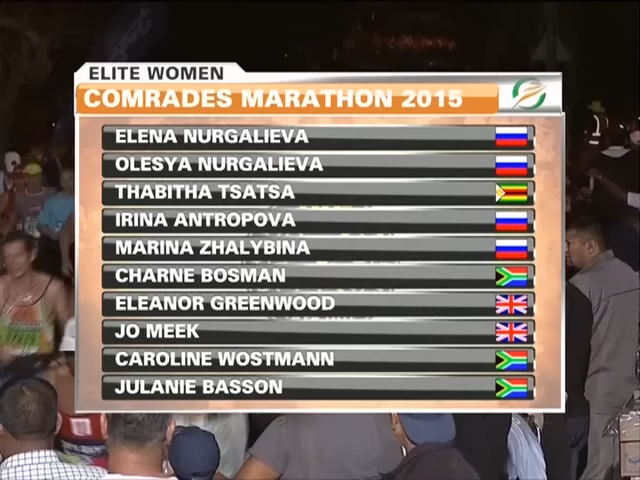 ELITE WOMEN
COMRADES MARATHON 2015
ELENA NURGALIEVA
OLESYA NURGALIEVA
THABITHA TSATSA
IRINA ANTROPOVA
MARINA ZHALYBINA
CHARNE BOSMAN
ELEANOR GREENWOOD
JO MEEK
CAROLINE WOSTMANN
JULANIE BASSON